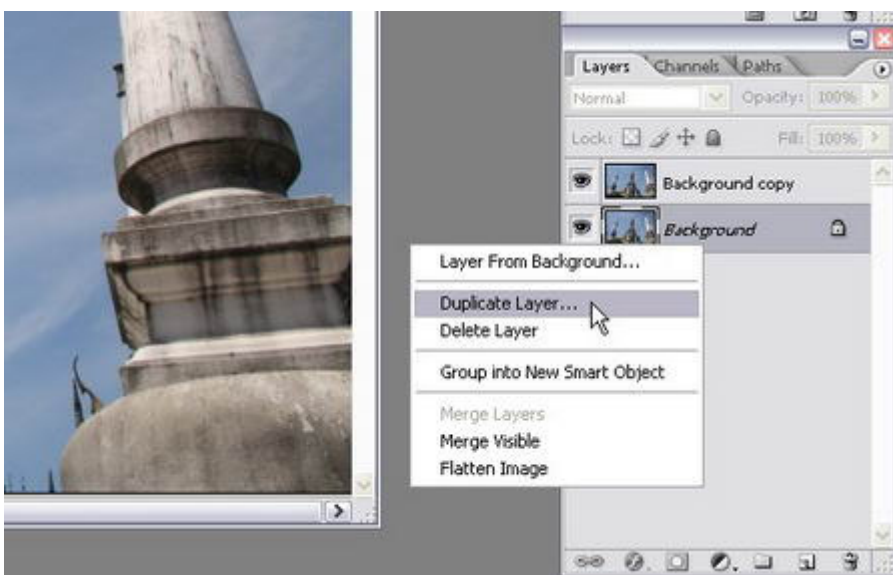 Layers Channels Paths
Normal Opacity: 100%
Lock: Fill: 100%
Background copy
Background
Layer From Background...
Duplicate Layer...
Delete Layer
Group into New Smart Object
Merge Layers
Merge Visible
Flatten Image